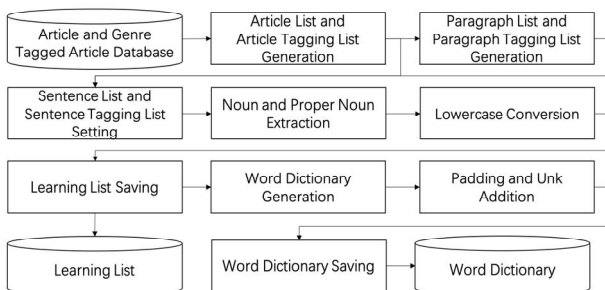 Article and Genre
Tagged Article Database
Article List and
Article Tagging List
Generation
Paragraph List and
Paragraph Tagging List
Generation
Sentence List and
Sentence Tagging List
Setting
Noun and Proper Noun
Extraction
Lowercase Conversion
Learning List Saving
Word Dictionary
Generation
Padding and Unk
Addition
Learning List
Word Dictionary Saving
Word Dictionary